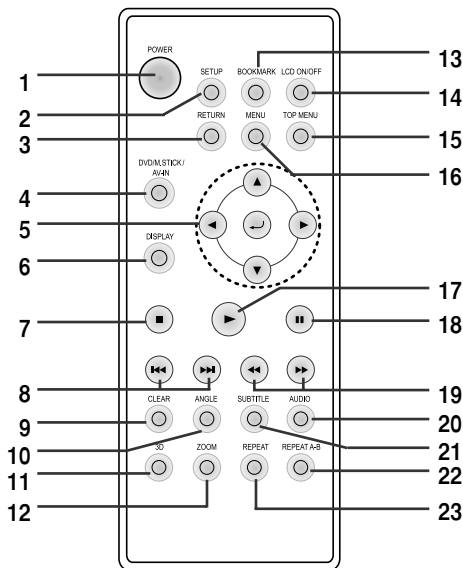 POWER
SETUP
BOOKMARK
LCD ON/OFF
RETURN
MENU
TOP MENU
DVD/M.STICK/
AV-IN
DISPLAY
CLEAR
ANGLE
SUBTITLE
AUDIO
3D
ZOOM
REPEAT
REPEAT A-B
1
2
3
4
5
6
7
8
9
10
11
12
13
14
15
16
17
18
19
20
21
22
23